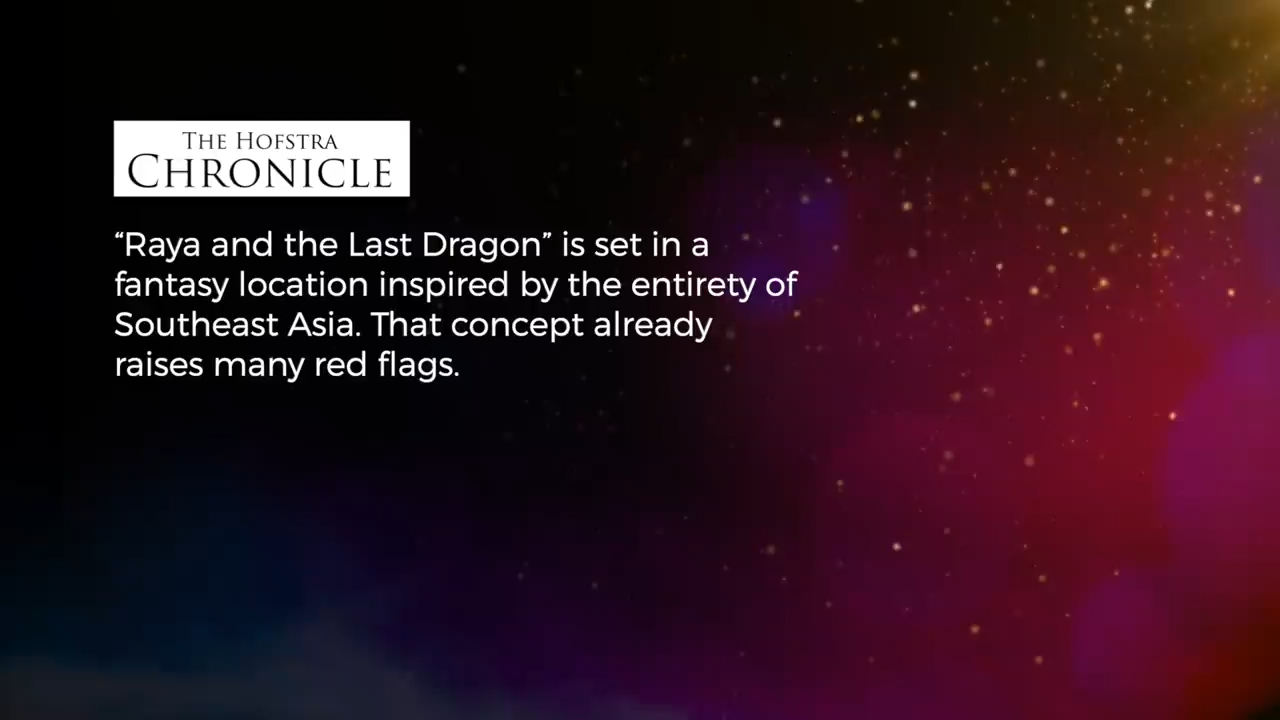 THE HOFSTRA
CHRONICLE
“Raya and the Last Dragon” is set in a
fantasy location inspired by the entirety of
Southeast Asia. That concept already
raises many red flags.